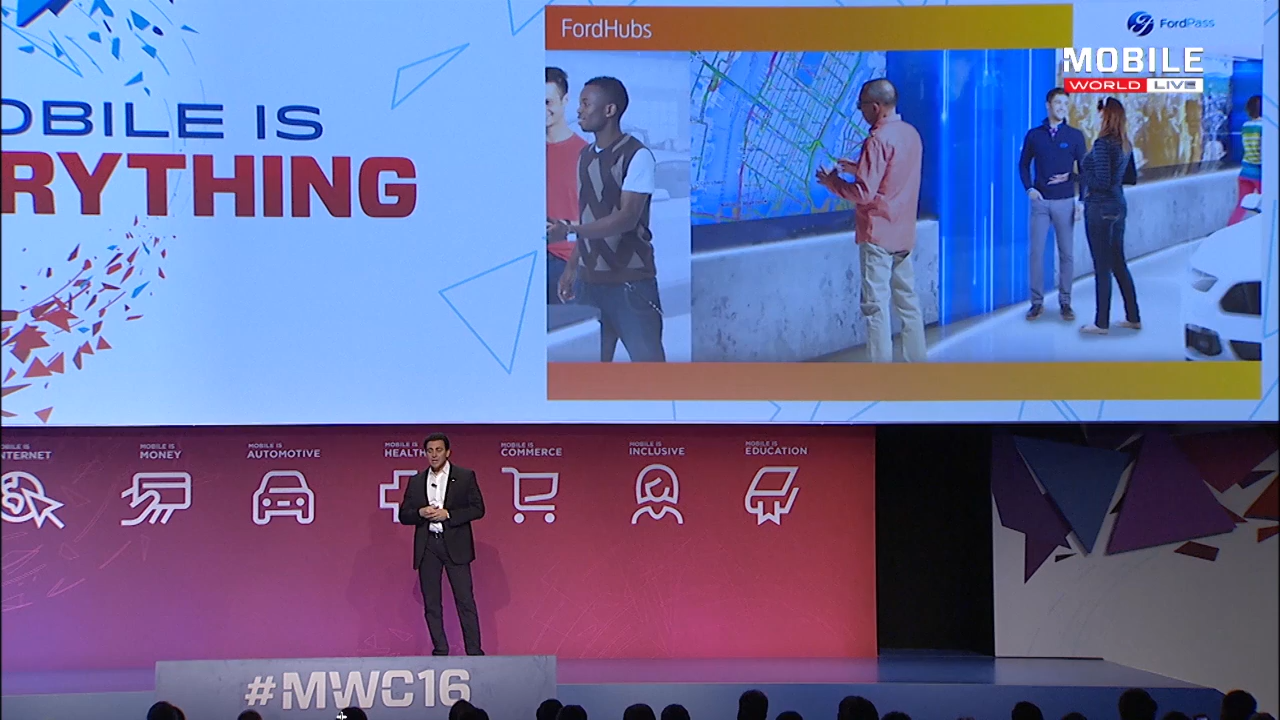 FordHubs
FordPass
MOBILE
WORLD LIVE
OBILE IS
RYTHING
MOBILE IS
NTERNET
MOBILE IS
MONEY
MOBILE IS
AUTOMOTIVE
MOBILE IS
HEALTH
MOBILE IS
COMMERCE
MOBILE IS
INCLUSIVE
MOBILE IS
EDUCATION
#MWC16